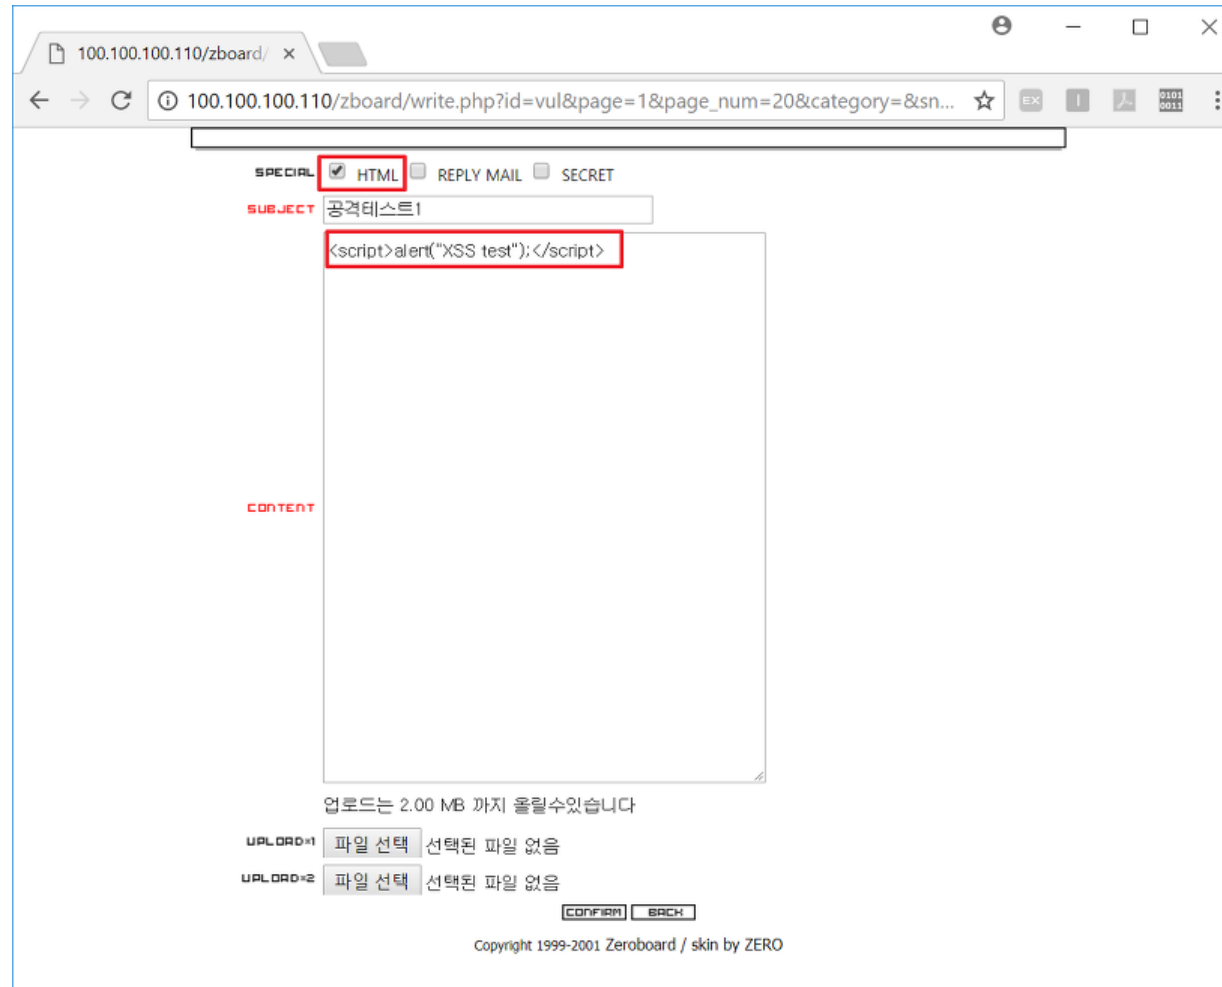 100.100.100.110/zboard/
100.100.100.110/zboard/write.php?id=vul&page=1&page_num=20&category=&sn...
EX
0101
0011
SPECIAL HTML REPLY MAIL SECRET
SUBJECT 공격테스트1
<script>alert("XSS test");</script>
CONTENT
업로드는 2.00 MB 까지 올릴수있습니다
UPLOAD#1 파일 선택 선택된 파일 없음
UPLOAD#2 파일 선택 선택된 파일 없음
CONFIRM BACK
Copyright 1999-2001 Zeroboard / skin by ZERO